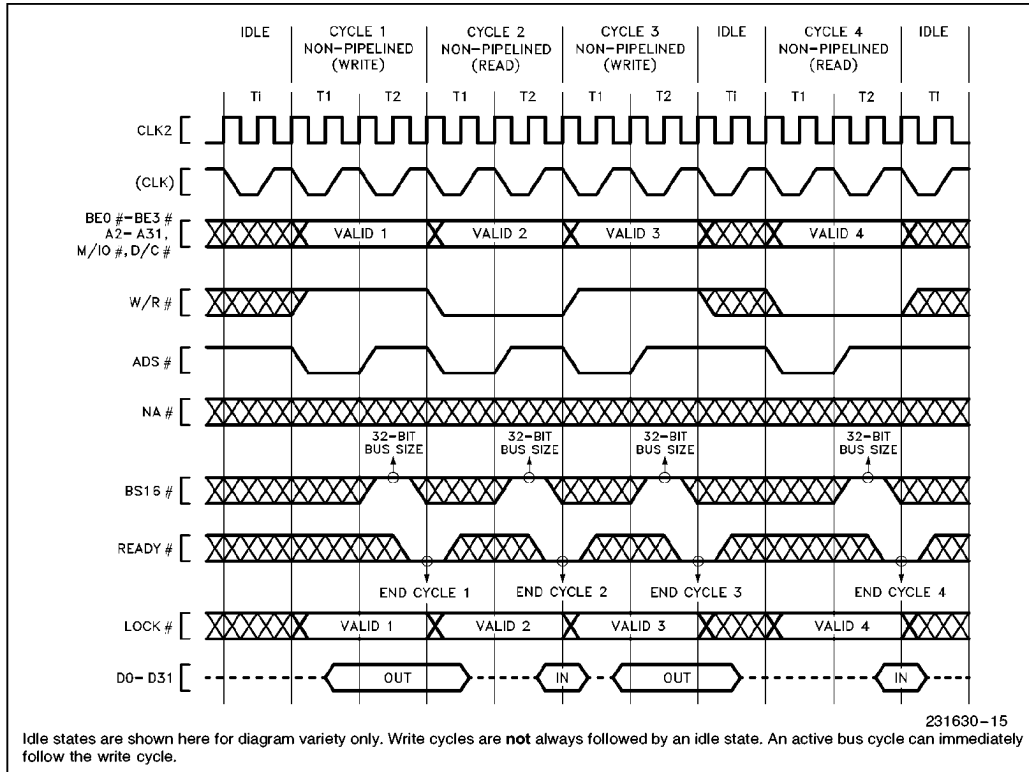 IDLE CYCLE 1 CYCLE 2 CYCLE 3 IDLE CYCLE 4 IDLE
NON-PIPELINED NON-PIPELINED NON-PIPELINED NON-PIPELINED
(WRITE) (READ) (WRITE) (READ)
Ti T1 T2 T1 T2 T1 T2 Ti T1 T2 Ti
CLK2
(CLK)
BE0 #-BE3 #
A2-A31,
M/IO #,D/C #
VALID 1 VALID 2 VALID 3 VALID 4
W/R #
ADS #
NA #
32-BIT 32-BIT 32-BIT 32-BIT
BUS SIZE BUS SIZE BUS SIZE BUS SIZE
BS16 #
READY #
END CYCLE 1 END CYCLE 2 END CYCLE 3 END CYCLE 4
LOCK # VALID 1 VALID 2 VALID 3 VALID 4
D0-D31 OUT IN OUT IN
231630-15
Idle states are shown here for diagram variety only. Write cycles are not always followed by an idle state. An active bus cycle can immediately
follow the write cycle.